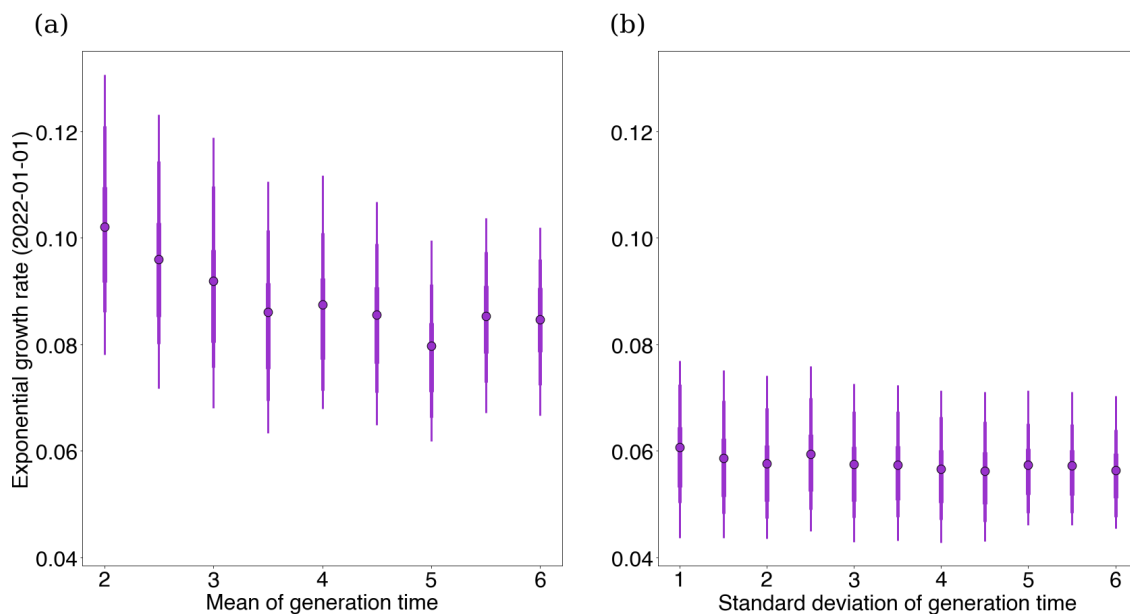 (a)
(b)
Exponential growth rate (2022-01-01)
0.12
0.10
0.08
0.06
0.04
2 3 4 5 6
Mean of generation time
0.12
0.10
0.08
0.06
0.04
1 2 3 4 5 6
Standard deviation of generation time